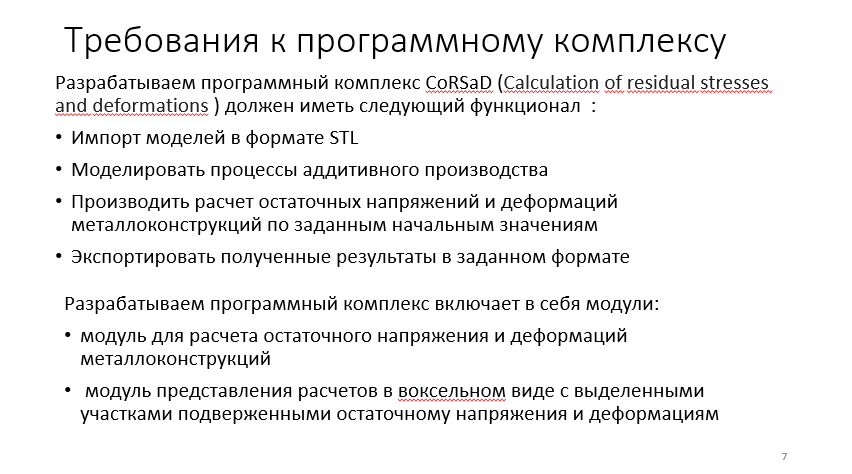 Требования к программному комплексу
Разрабатываем программный комплекс CoRSaD (Calculation of residual stresses
and deformations ) должен иметь следующий функционал  :
• Импорт моделей в формате STL
• Моделировать процессы аддитивного производства
• Производить расчет остаточных напряжений и деформаций
металлоконструкций по заданным начальным значениям
• Экспортировать полученные результаты в заданном формате
Разрабатываем программный комплекс включает в себя модули:
• модуль для расчета остаточного напряжения и деформаций
металлоконструкций
• модуль представления расчетов в воксельном виде с выделенными
участками подверженными остаточному напряжения и деформациям
7